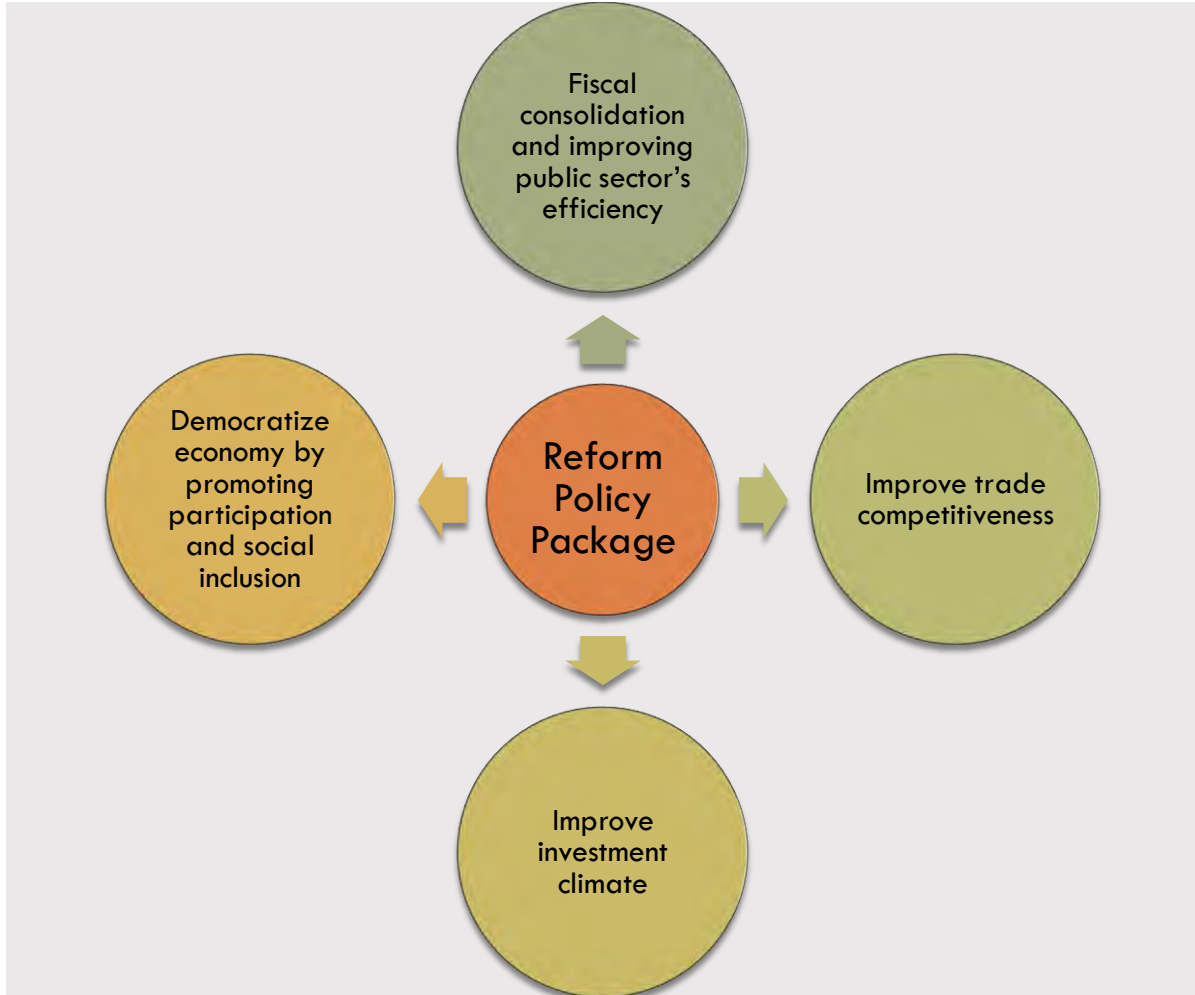 Fiscal
consolidation
and improving
public sector’s
efficiency
Democratize
economy by
promoting
participation
and social
inclusion
Reform
Policy
Package
Improve trade
competitiveness
Improve
investment
climate